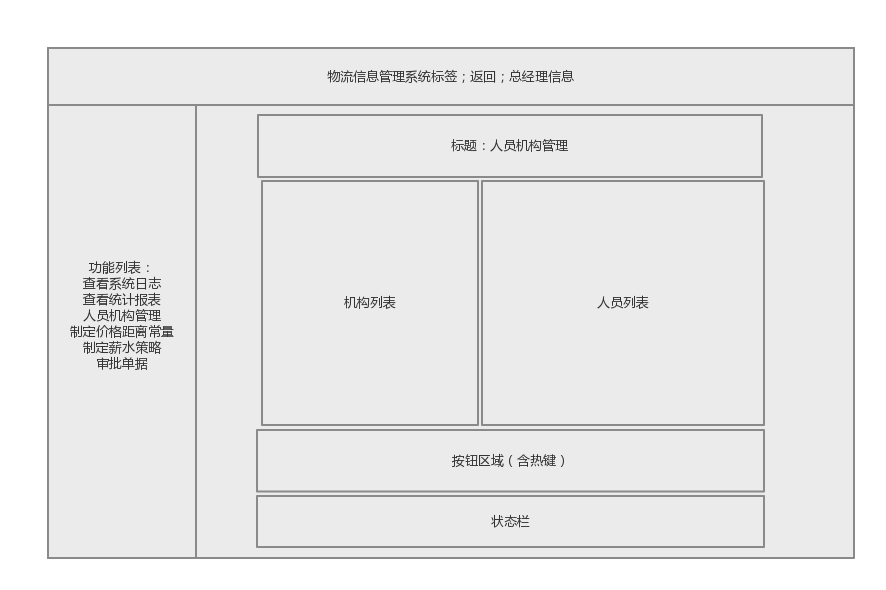 物流信息管理系统标签；返回；总经理信息
标题：人员机构管理
功能列表：
查看系统日志
查看统计报表
人员机构管理
制定价格距离常量
制定薪水策略
审批单据
机构列表
人员列表
按钮区域（含热键）
状态栏